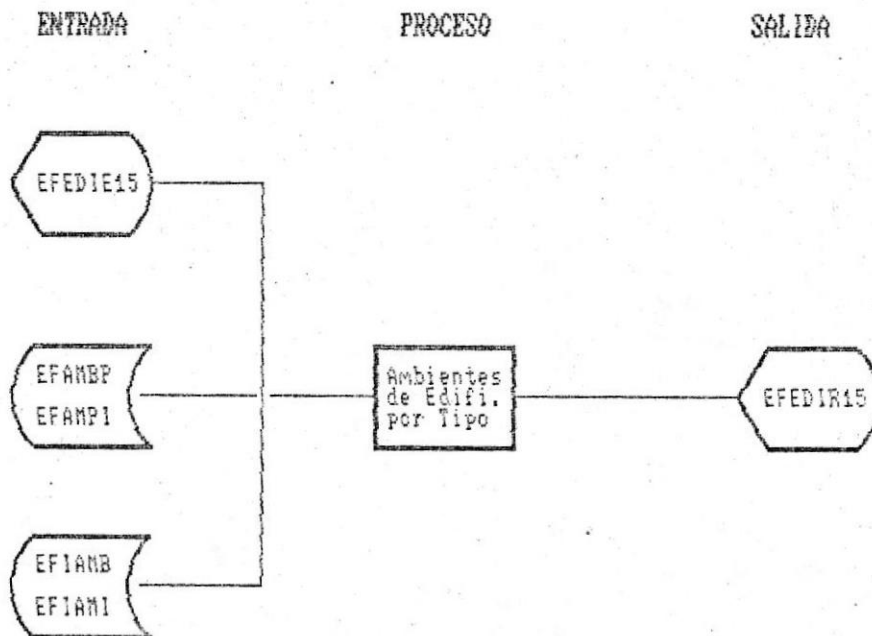 ENTRADA PROCESO SALIDA
EFEDIE15
EFAMBP
EFAMPI
Ambientes
de Edifi.
por Tipo
EFEDIR15
EFIAMB
EFIAMI